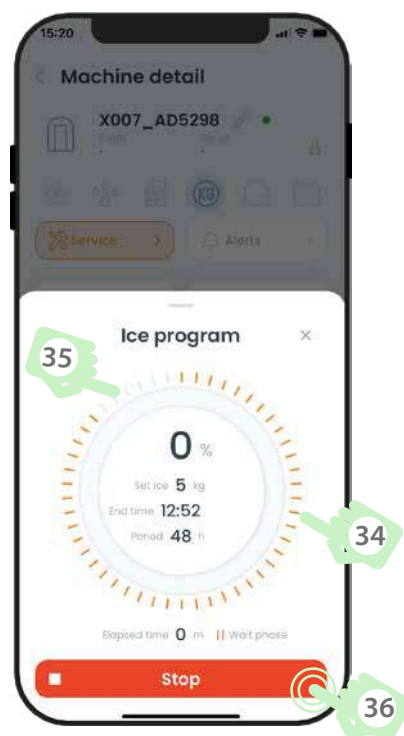 15:20
Machine detail
X007_AD5298
KG
Service
Alerts
Ice program
35
0 %
Set ice 5 kg
End time 12:52
Period 48 h
34
Elapsed time 0 m Wait phase
Stop
36